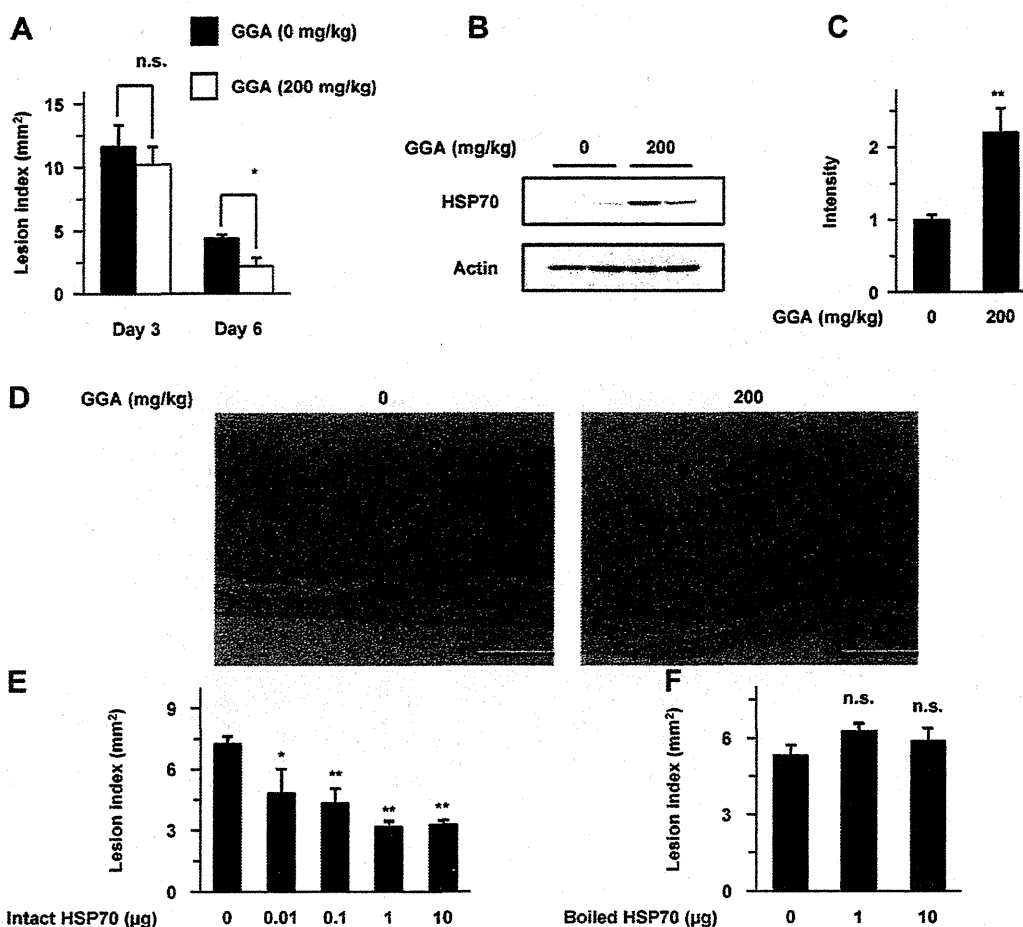 A
GGA (0 mg/kg)
GGA (200 mg/kg)
n.s.
*
Lesion index (mm²)
15
10
5
0
Day 3
Day 6
B
GGA (mg/kg)
0
200
HSP70
Actin
C
**
Intensity
2
1
0
GGA (mg/kg)
0
200
D
GGA (mg/kg)
0
200
E
Lesion index (mm²)
9
6
3
0
*
**
**
**
Intact HSP70 (µg)
0
0.01
0.1
1
10
F
n.s.
n.s.
Lesion index (mm²)
6
3
0
Boiled HSP70 (µg)
0
1
10